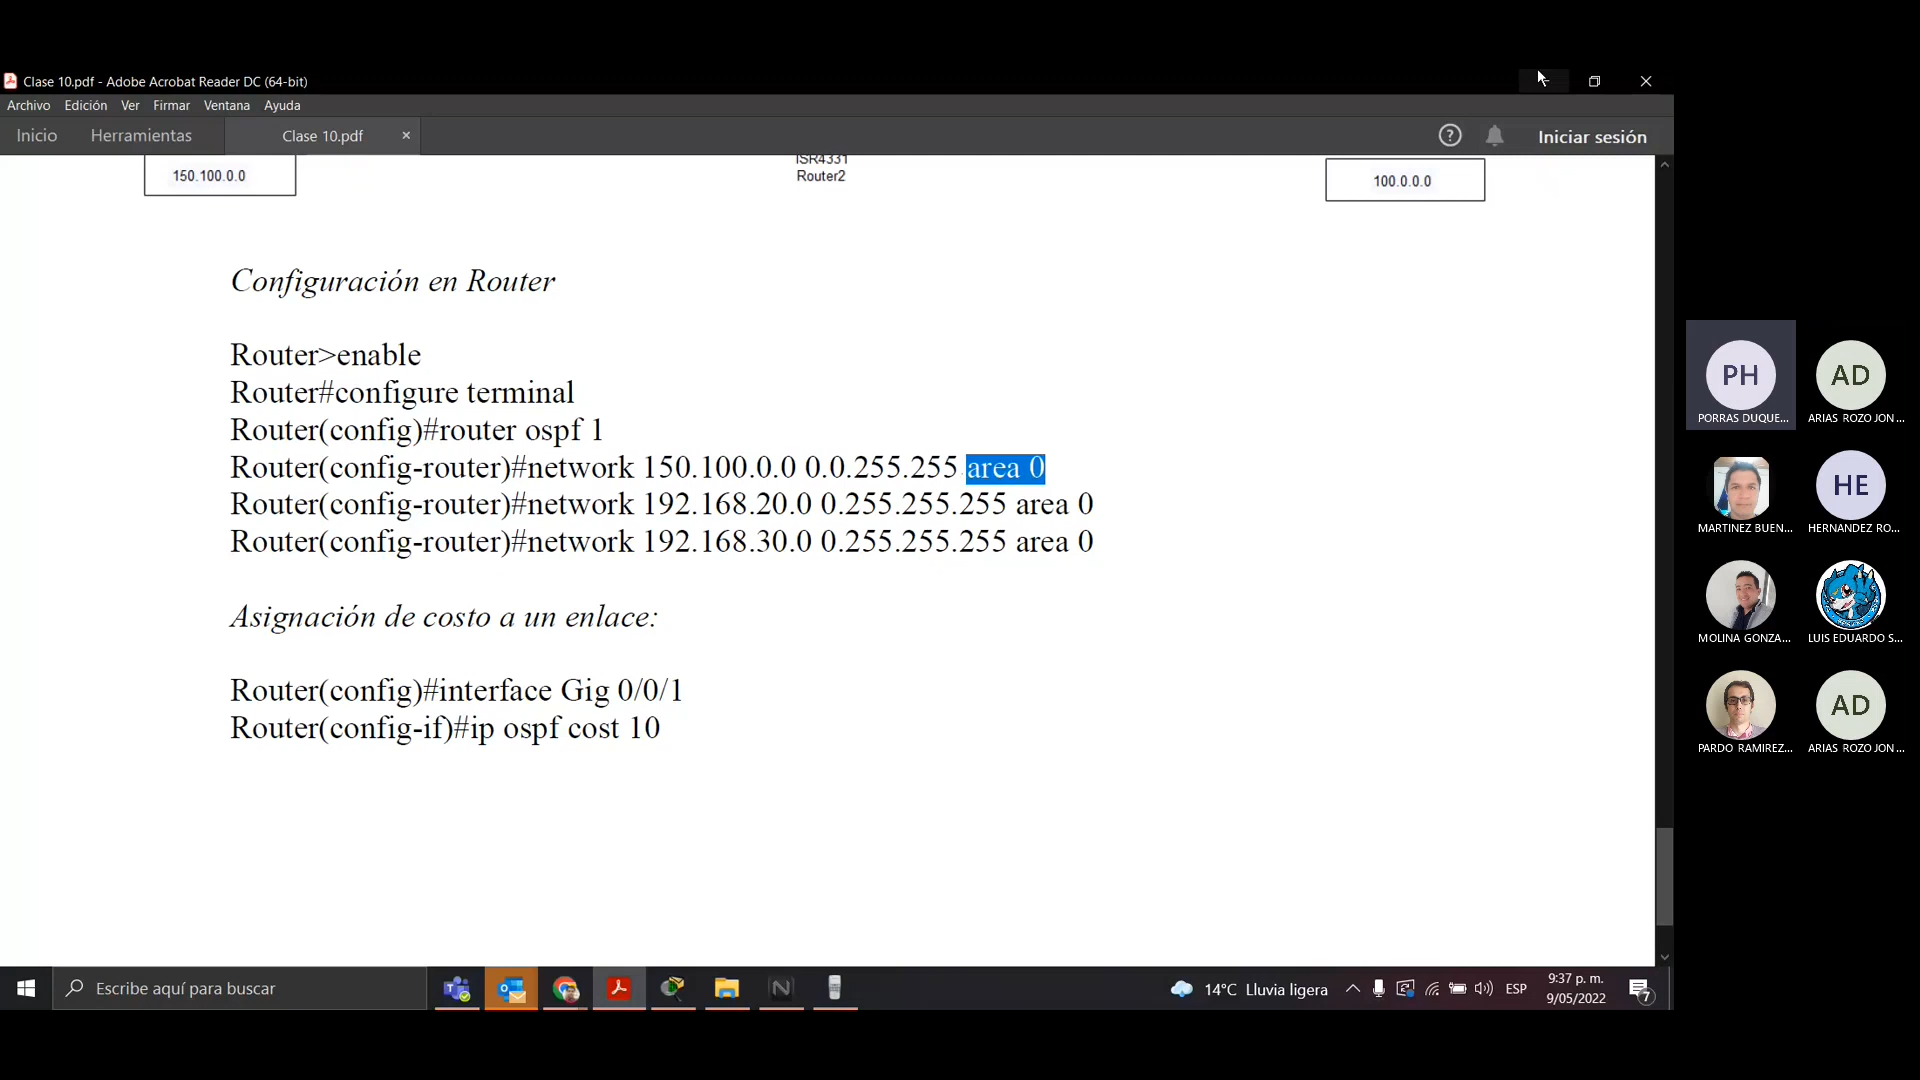 Clase 10.pdf - Adobe Acrobat Reader DC (64-bit)
Archivo Edición Ver Firmar Ventana Ayuda
Inicio Herramientas Clase 10.pdf × ? Iniciar sesión
ISR4331
150.100.0.0 Router2 100.0.0.0
Configuración en Router
Router>enable
Router#configure terminal
Router(config)#router ospf 1
Router(config-router)#network 150.100.0.0 0.0.255.255 area 0
Router(config-router)#network 192.168.20.0 0.255.255.255 area 0
Router(config-router)#network 192.168.30.0 0.255.255.255 area 0
Asignación de costo a un enlace:
Router(config)#interface Gig 0/0/1
Router(config-if)#ip ospf cost 10
PH AD
PORRAS DUQUE... ARIAS ROZO JON ...
HE
MARTINEZ BUEN... HERNANDEZ RO...
MOLINA GONZA... LUIS EDUARDO S...
AD
PARDO RAMIREZ... ARIAS ROZO JON ...
Escribe aquí para buscar
14°C Lluvia ligera ESP 9:37 p. m.
9/05/2022 7